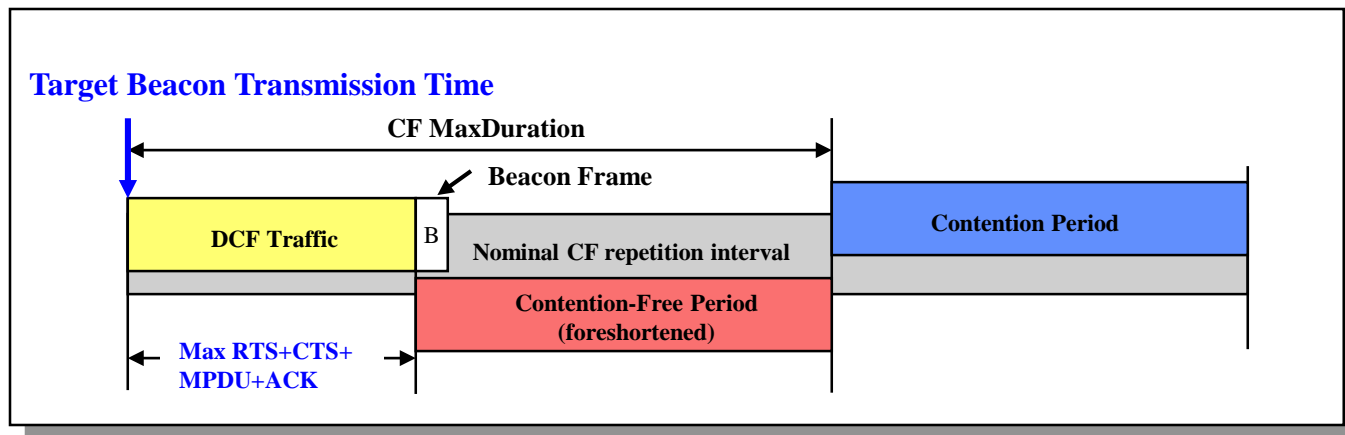 Target Beacon Transmission Time
CF MaxDuration
Beacon Frame
DCF Traffic
B
Nominal CF repetition interval
Contention Period
Contention-Free Period
(foreshortened)
Max RTS+CTS+
MPDU+ACK